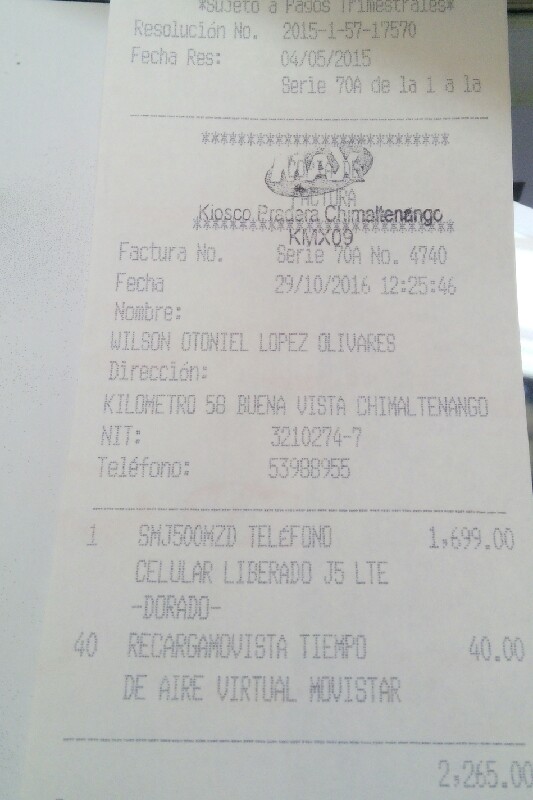 *Sujeto a Pagos Trimestrales*
Resolución No. 2015-1-57-17570
Fecha Res: 04/05/2015
Serie 70A de la 1 a la
************************
MAX
FACTURA
Kiosco Pradera Chimaltenango
************************
KMX09
Factura No. Serie 70A No. 4740
Fecha 29/10/2016 12:25:46
Nombre:
WILSON OTONIEL LOPEZ OLIVARES
Dirección:
KILOMETRO 58 BUENA VISTA CHIMALTENANGO
NIT: 3210274-7
Teléfono: 53988955
1 SMJ500MZD TELÉFONO 1,699.00
CELULAR LIBERADO J5 LTE
-DORADO-
40 RECARGAMOVISTA TIEMPO 40.00
DE AIRE VIRTUAL MOVISTAR
2,265.00